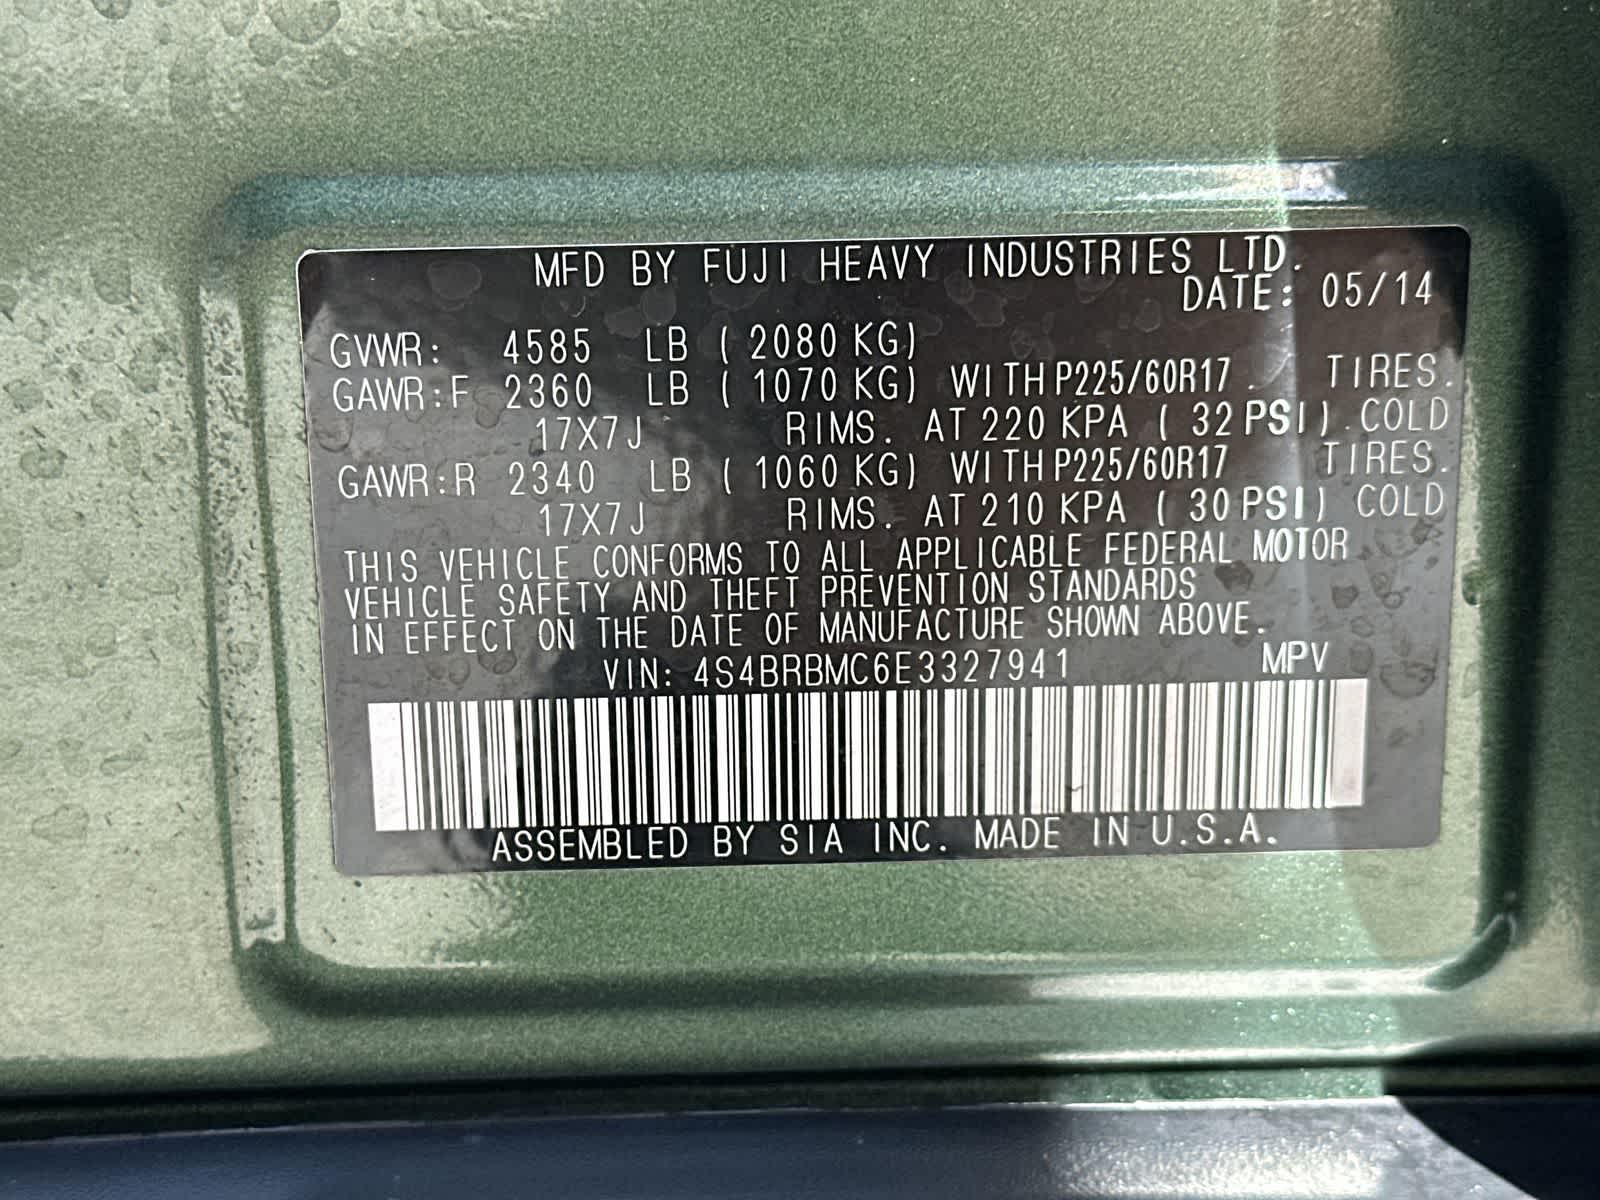 MFD BY FUJI HEAVY INDUSTRIES LTD.
DATE: 05/14
GVWR: 4585 LB ( 2080 KG)
GAWR:F 2360 LB ( 1070 KG) WITH P225/60R17 TIRES.
17X7J RIMS. AT 220 KPA ( 32 PSI). COLD
GAWR:R 2340 LB ( 1060 KG) WITH P225/60R17 TIRES.
17X7J RIMS. AT 210 KPA ( 30 PSI) COLD
THIS VEHICLE CONFORMS TO ALL APPLICABLE FEDERAL MOTOR
VEHICLE SAFETY AND THEFT PREVENTION STANDARDS
IN EFFECT ON THE DATE OF MANUFACTURE SHOWN ABOVE.
VIN: 4S4BRBMC6E3327941 MPV
ASSEMBLED BY SIA INC. MADE IN U.S.A.